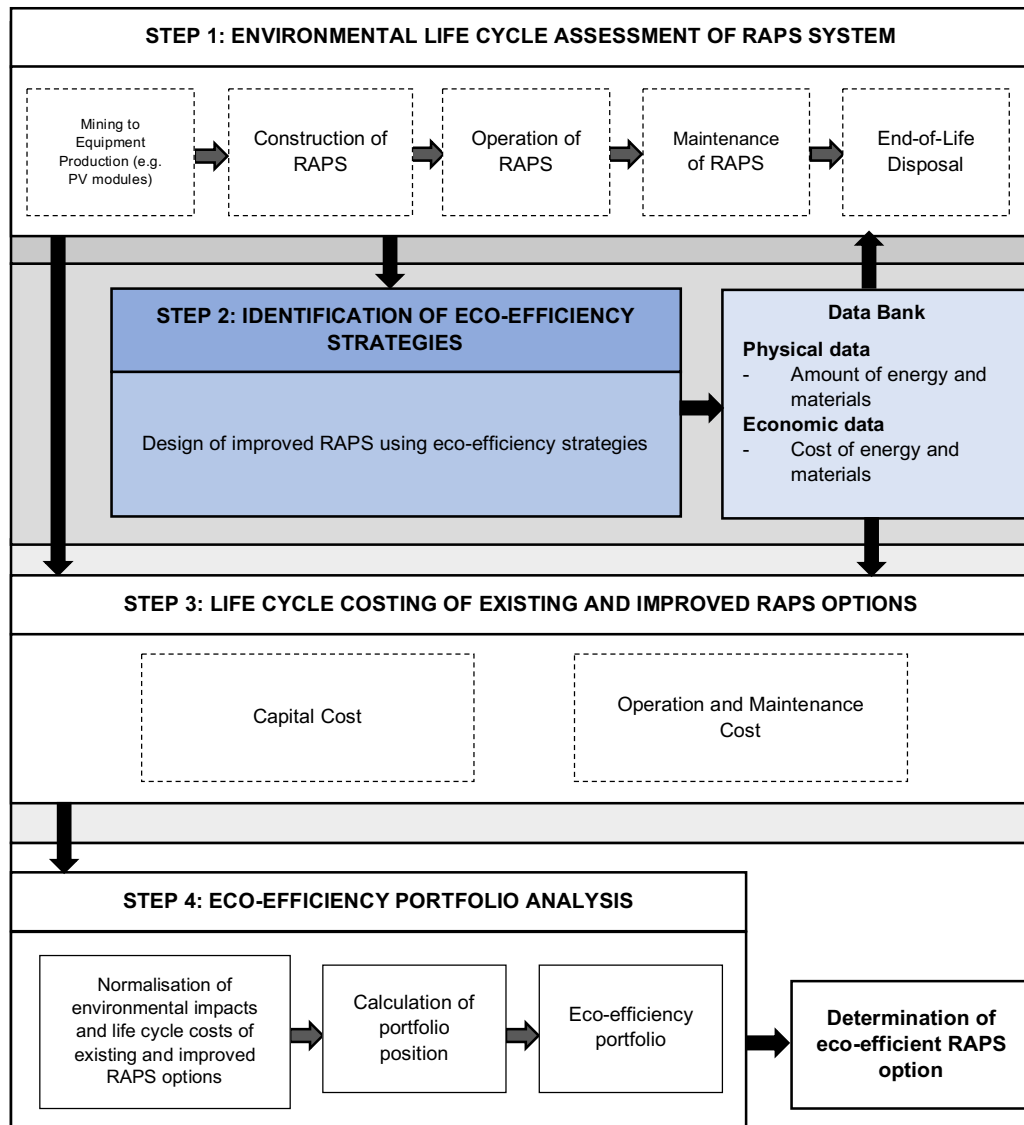 STEP 1: ENVIRONMENTAL LIFE CYCLE ASSESSMENT OF RAPS SYSTEM
Mining to
Equipment
Production (e.g.
PV modules)
Construction of
RAPS
Operation of
RAPS
Maintenance
of RAPS
End-of-Life
Disposal
STEP 2: IDENTIFICATION OF ECO-EFFICIENCY
STRATEGIES
Design of improved RAPS using eco-efficiency strategies
Data Bank
Physical data
- Amount of energy and
materials
Economic data
- Cost of energy and
materials
STEP 3: LIFE CYCLE COSTING OF EXISTING AND IMPROVED RAPS OPTIONS
Capital Cost
Operation and Maintenance
Cost
STEP 4: ECO-EFFICIENCY PORTFOLIO ANALYSIS
Normalisation of
environmental impacts
and life cycle costs of
existing and improved
RAPS options
Calculation of
portfolio
position
Eco-efficiency
portfolio
Determination of
eco-efficient RAPS
option